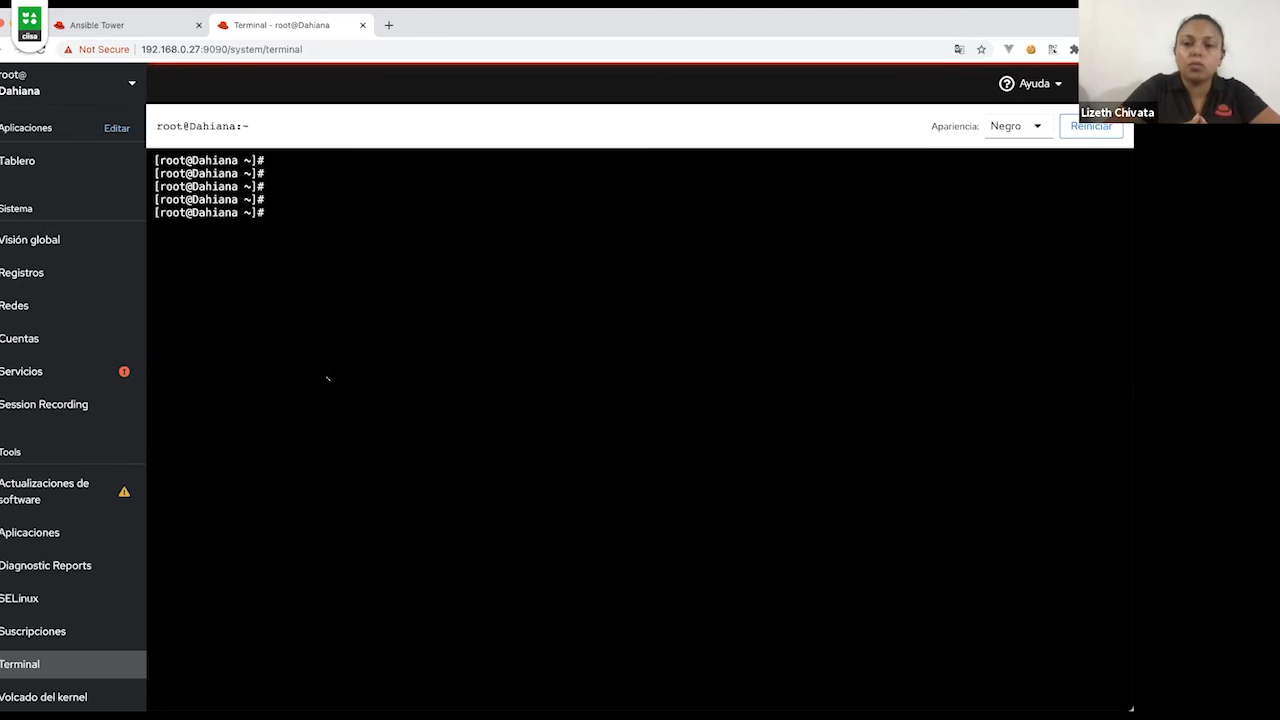 clisa
Ansible Tower
Terminal - root@Dahiana
Not Secure
192.168.0.27:9090/system/terminal
root@
Dahiana
Ayuda
Aplicaciones
Editar
root@Dahiana:~
Apariencia:
Negro
Reiniciar
Lizeth Chivata
Tablero
Sistema
Visión global
Registros
Redes
Cuentas
Servicios
Session Recording
Tools
Actualizaciones de
software
Aplicaciones
Diagnostic Reports
SELinux
Suscripciones
Terminal
Volcado del kernel
[root@Dahiana ~]#
[root@Dahiana ~]#
[root@Dahiana ~]#
[root@Dahiana ~]#
[root@Dahiana ~]#